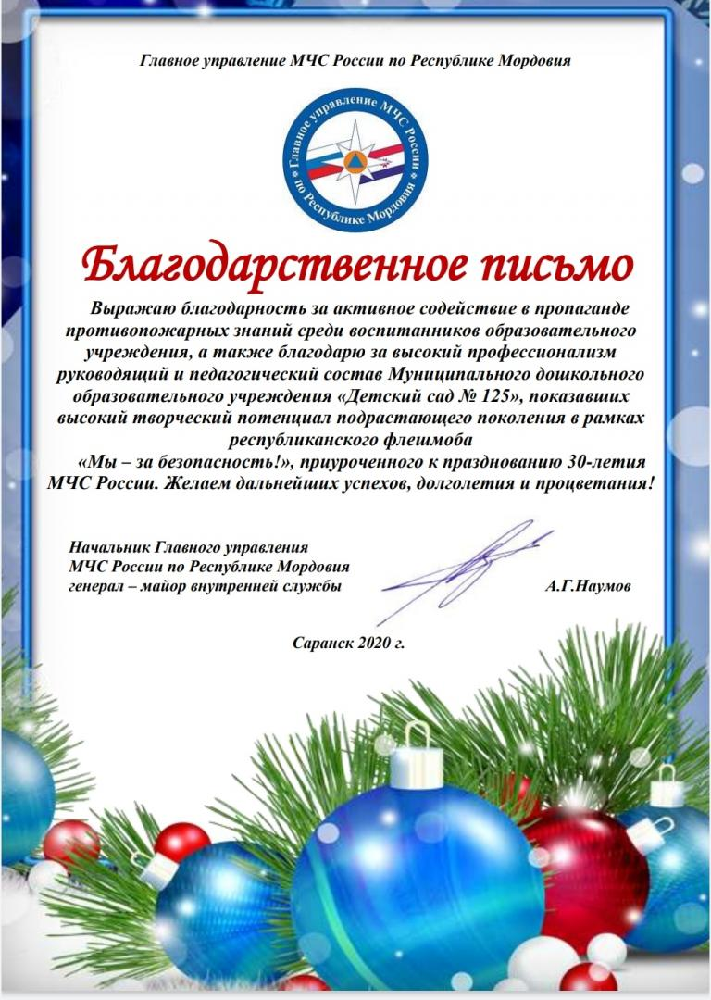 Главное управление МЧС России по Республике Мордовия
Главное управление МЧС России
по Республике Мордовия
Благодарственное письмо
Выражаю благодарность за активное содействие в пропаганде
противопожарных знаний среди воспитанников образовательного
учреждения, а также благодарю за высокий профессионализм
руководящий и педагогический состав Муниципального дошкольного
образовательного учреждения «Детский сад № 125», показавших
высокий творческий потенциал подрастающего поколения в рамках
республиканского флешмоба
«Мы – за безопасность!», приуроченного к празднованию 30-летия
МЧС России. Желаем дальнейших успехов, долголетия и процветания!
Начальник Главного управления
МЧС России по Республике Мордовия
генерал – майор внутренней службы А.Г.Наумов
Саранск 2020 г.